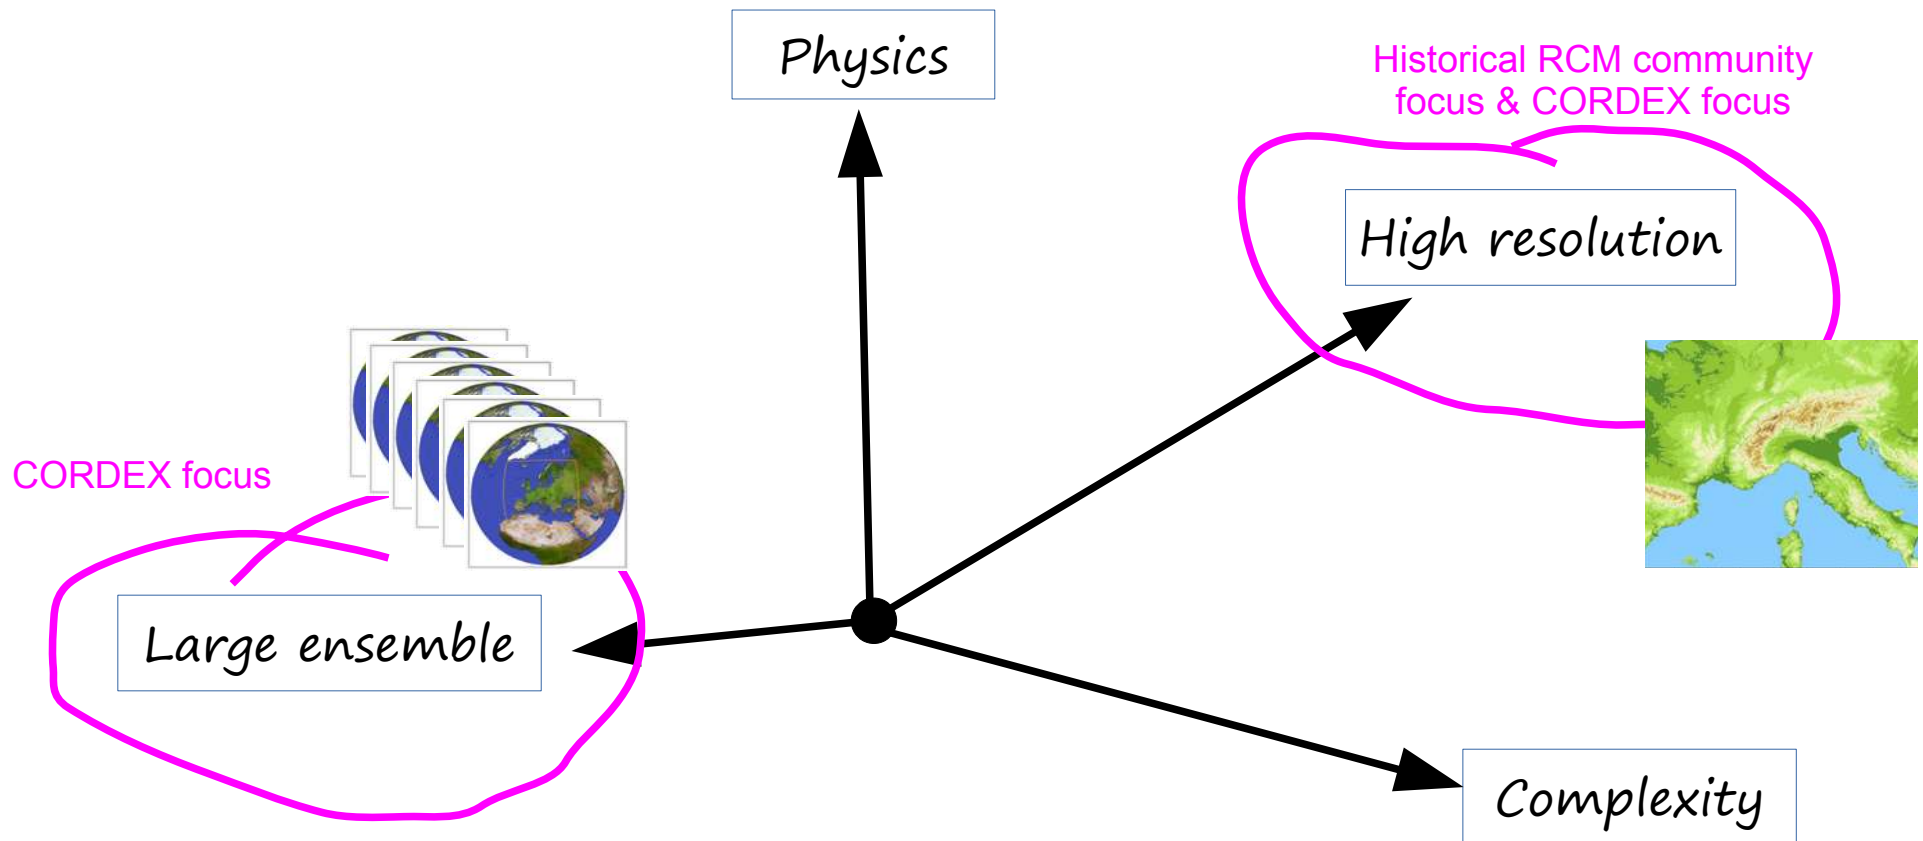 Physics
Historical RCM community
focus & CORDEX focus
High resolution
CORDEX focus
Large ensemble
Complexity